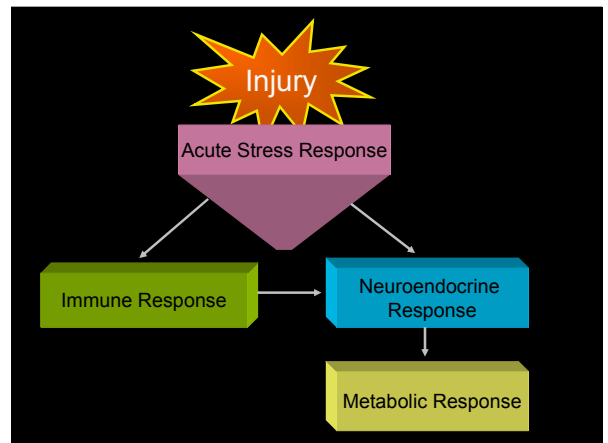 Injury
Acute Stress Response
Immune Response
Neuroendocrine
Response
Metabolic Response